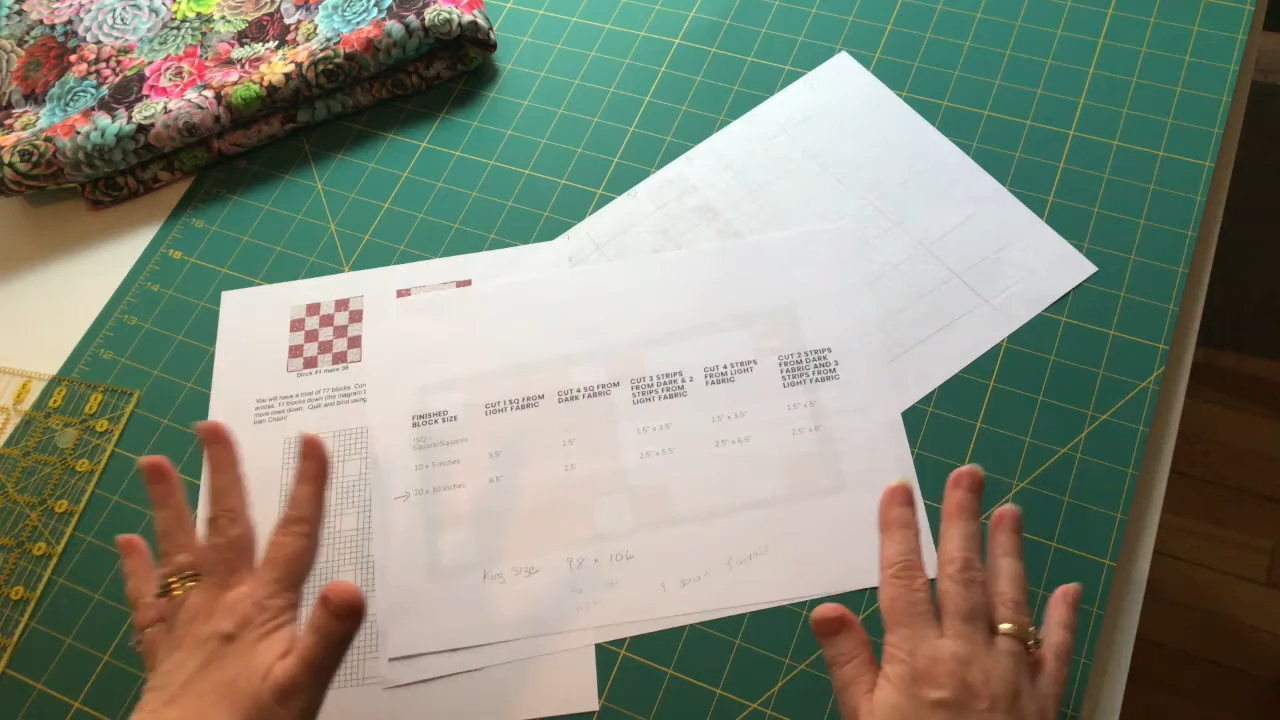 Block #1 make 38
You will have a total of 77 blocks.
across, 11 blocks down (the diagram
more rows down. Quilt and bind using
Irish Chain!
FINISHED
BLOCK SIZE
CUT 1 SQ FROM
LIGHT FABRIC
CUT 4 SQ FROM
DARK FABRIC
CUT 3 STRIPS
FROM DARK & 2
STRIPS FROM
LIGHT FABRIC
CUT 4 STRIPS
FROM LIGHT
FABRIC
CUT 2 STRIPS
FROM DARK
FABRIC AND 3
STRIPS FROM
LIGHT FABRIC
*SQ -
Square/Squares
10 x 5 inches 3.5" 1.5" 1.5" x 3.5" 1.5" x 3.5" 1.5" x 5"
20 x 10 inches 6.5" 2.5" 2.5" x 5.5" 2.5" x 6.5" 2.5" x 8"
King Size 98 x 106
15
12